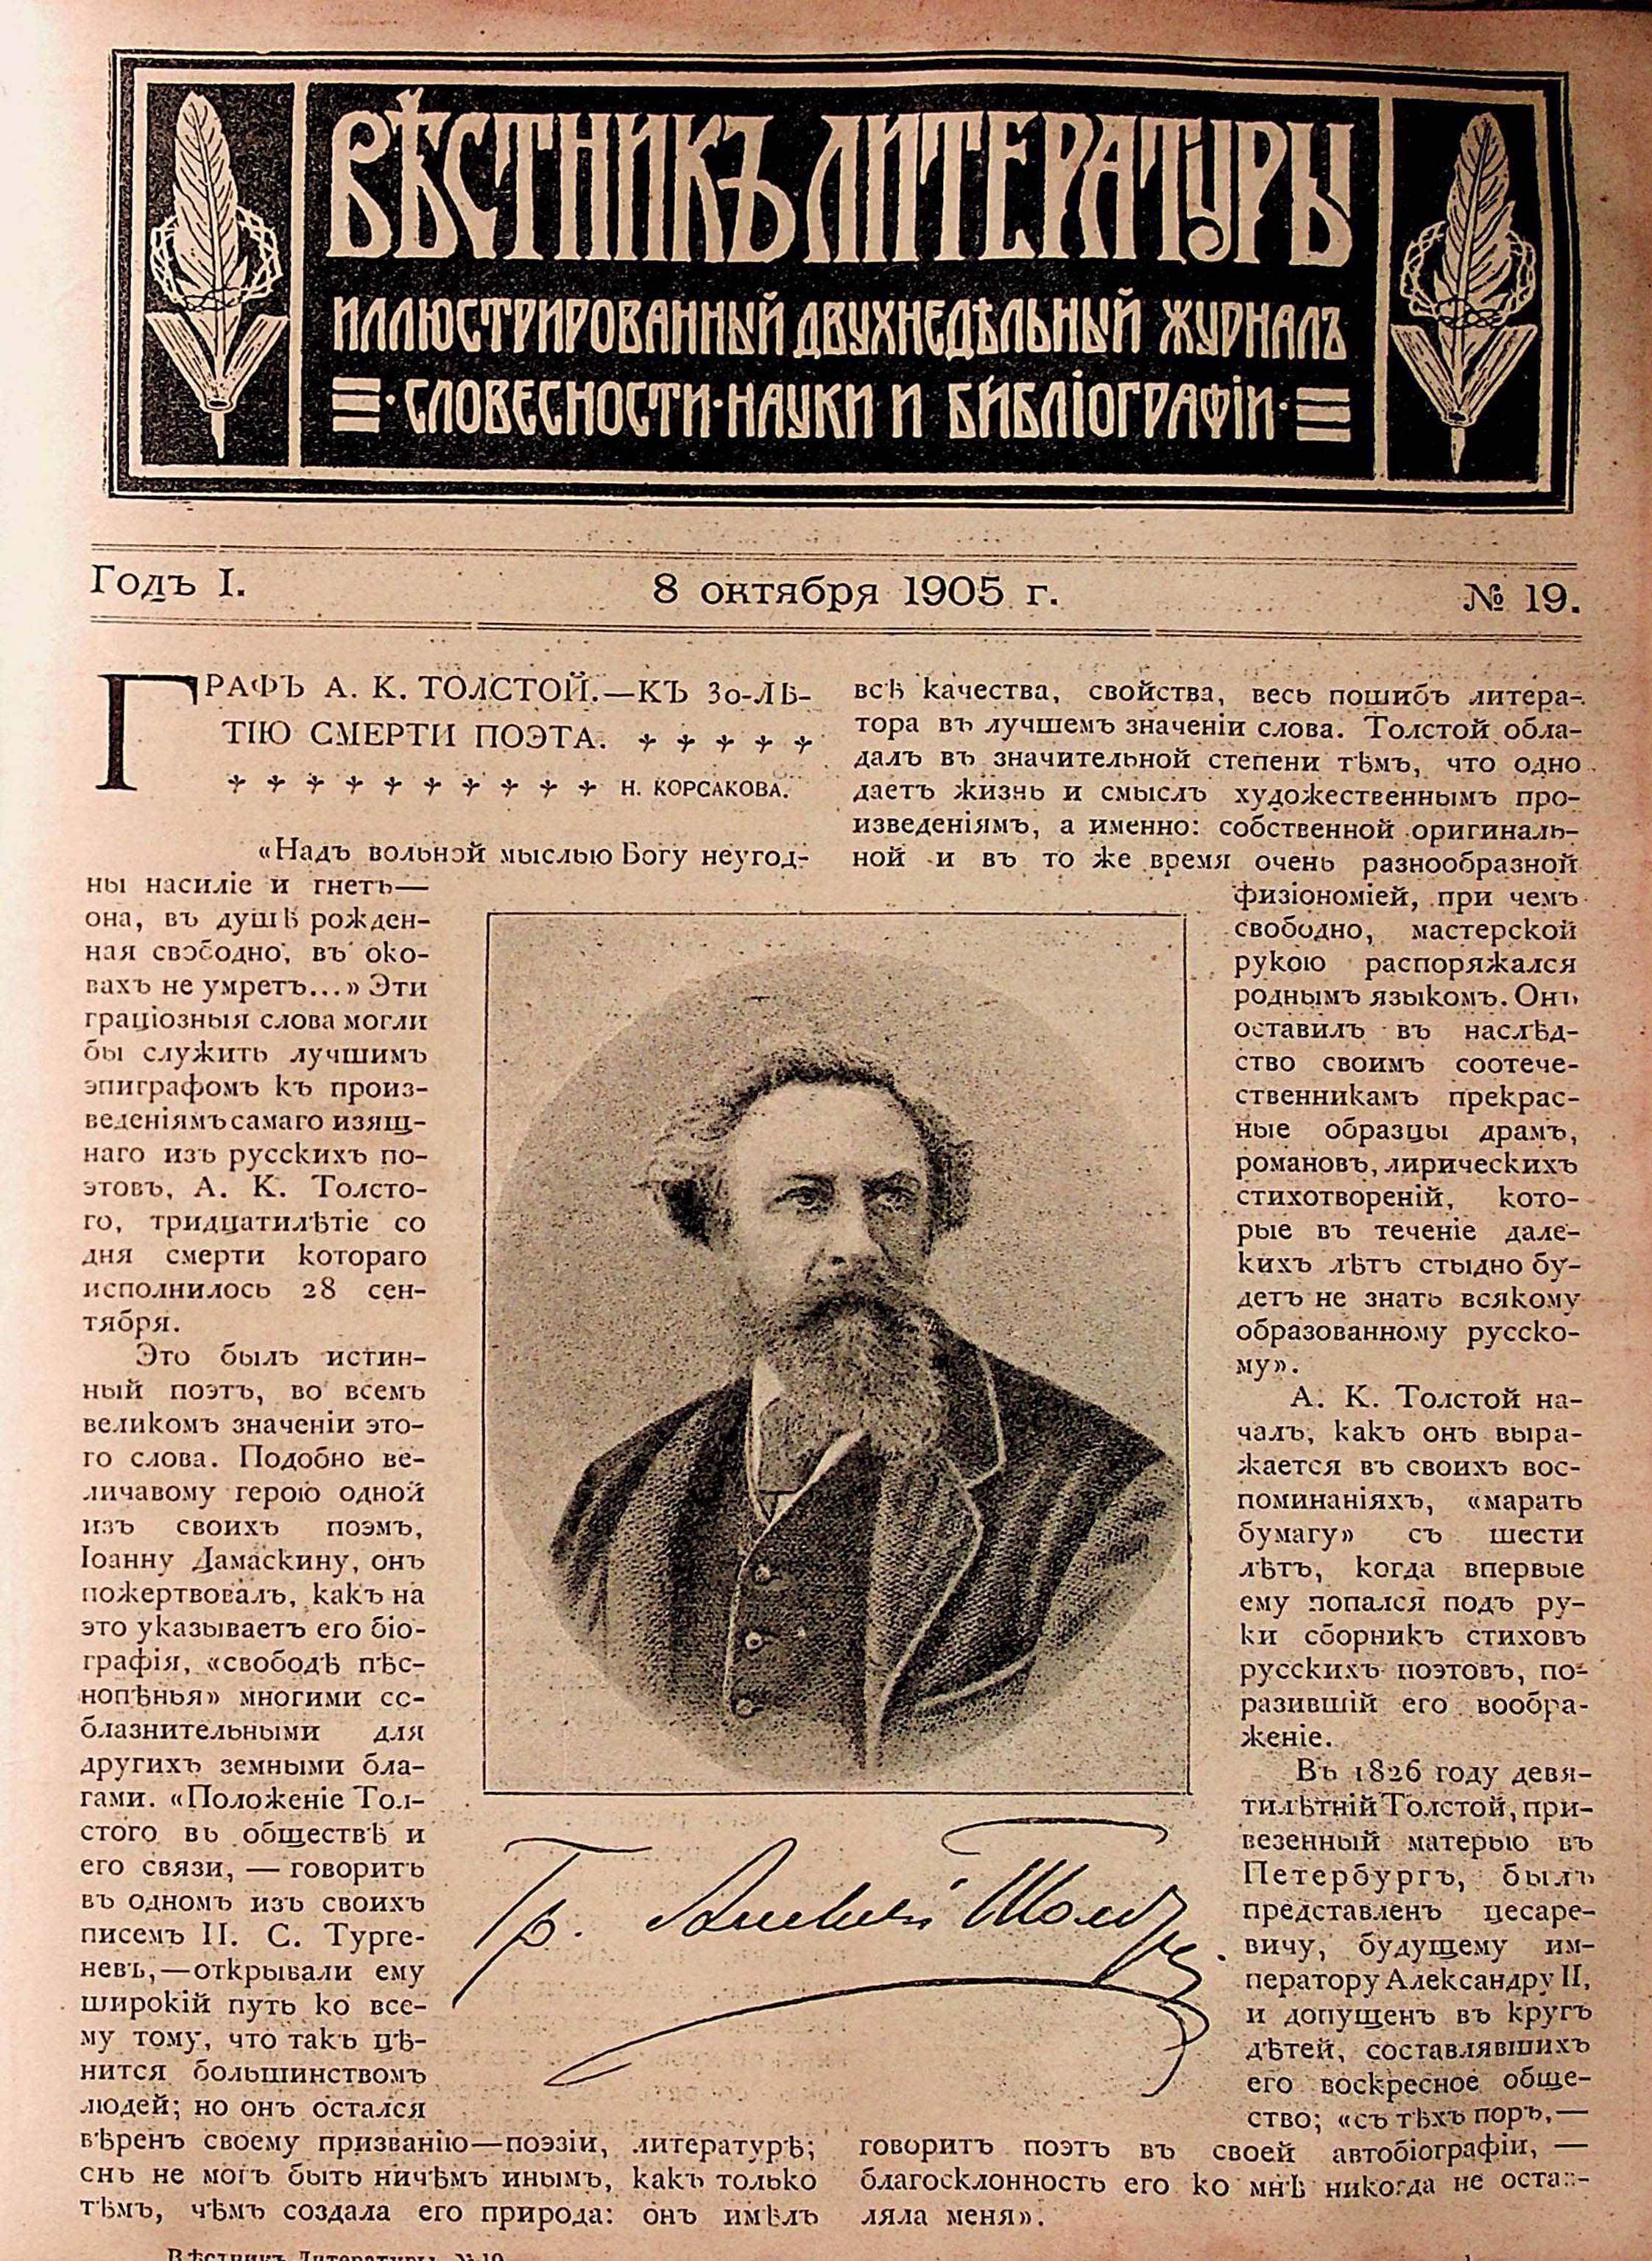 ВѢСТНИКЪ ЛИТЕРАТУРЫ
ИЛЛЮСТРИРОВАННЫЙ ДВУХНЕДѢЛЬНЫЙ ЖУРНАЛЪ
СЛОВЕСНОСТИ·НАУКИ И БИБЛІОГРАФІИ·
Годъ I.
8 октября 1905 г.
№ 19.
ГРАФЪ А. К. ТОЛСТОЙ.—КЪ 30-ЛѢ-
ТІЮ СМЕРТИ ПОЭТА.
Н. КОРСАКОВА.
«Надъ вольной мыслью Богу неугод-
ны насиліе и гнетъ—
она, въ душѣ рожден-
ная свободно, въ око-
вахъ не умретъ...» Эти
граціозныя слова могли
бы служить лучшимъ
эпиграфомъ къ произ-
веденіямъ самаго изящ-
наго изъ русскихъ по-
этовъ, А. К. Толсто-
го, тридцатилѣтіе со
дня смерти котораго
исполнилось 28 сен-
тября.
Это былъ истин-
ный поэтъ, во всемъ
великомъ значеніи это-
го слова. Подобно ве-
личавому герою одной
изъ своихъ поэмъ,
Іоанну Дамаскину, онъ
пожертвовалъ, какъ на
это указываетъ его біо-
графія, «свободѣ пѣс-
нопѣнья» многими со-
блазнительными для
другихъ земными бла-
гами. «Положеніе Тол-
стого въ обществѣ и
его связи, — говоритъ
въ одномъ изъ своихъ
писемъ И. С. Турге-
невъ,—открывали ему
широкій путь ко все-
му тому, что такъ цѣ-
нится большинствомъ
людей; но онъ остался
вѣренъ своему призванію—поэзіи, литературѣ;
онъ не могъ быть ничѣмъ инымъ, какъ только
тѣмъ, чѣмъ создала его природа: онъ имѣлъ
всѣ качества, свойства, весь пошибъ литера-
тора въ лучшемъ значеніи слова. Толстой обла-
далъ въ значительной степени тѣмъ, что одно
даетъ жизнь и смыслъ художественнымъ про-
изведеніямъ, а именно: собственной оригиналь-
ной и въ то же время очень разнообразной
физіономіей, при чемъ
свободно, мастерской
рукою распоряжался
роднымъ языкомъ. Онъ
оставилъ въ наслѣд-
ство своимъ соотече-
ственникамъ прекрас-
ные образцы драмъ,
романовъ, лирическихъ
стихотвореній, кото-
рые въ теченіе дале-
кихъ лѣтъ стыдно бу-
детъ не знать всякому
образованному русско-
му».
А. К. Толстой на-
чалъ, какъ онъ выра-
жается въ своихъ вос-
поминаніяхъ, «марать
бумагу» съ шести
лѣтъ, когда впервые
ему попался подъ ру-
ки сборникъ стиховъ
русскихъ поэтовъ, по-
разившій его вообра-
женіе.
Въ 1826 году девя-
тилѣтній Толстой, при-
везенный матерью въ
Петербургъ, былъ
представленъ цесаре-
вичу, будущему им-
ператору Александру II,
и допущенъ въ кругъ
дѣтей, составлявшихъ
его воскресное обще-
ство; «съ тѣхъ поръ,—
говоритъ поэтъ въ своей автобіографіи, —
благосклонность его ко мнѣ никогда не остав-
ляла меня».
Гр. Алексѣй Толстой.
Вѣстникъ Литературы. № 19.